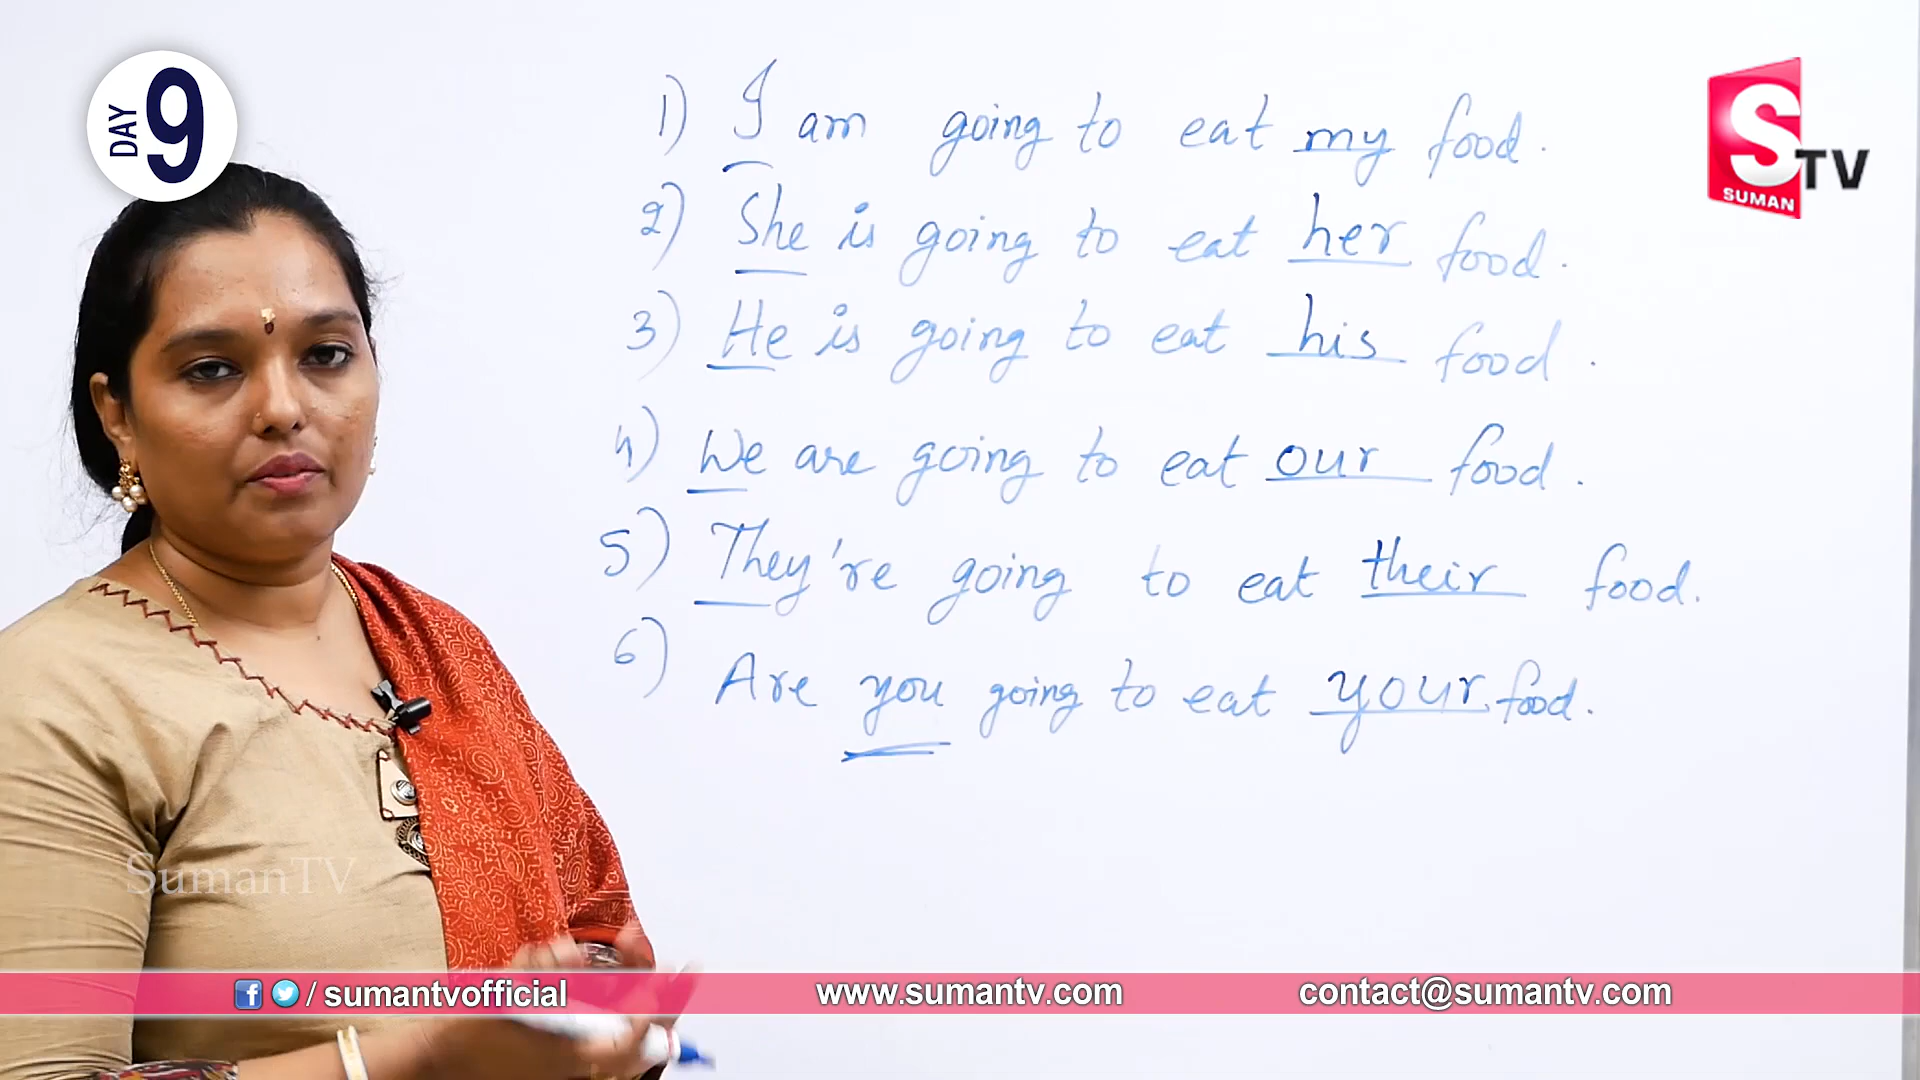 DAY 9
1) I am going to eat my food.
2) She is going to eat her food.
3) He is going to eat his food.
4) We are going to eat our food.
5) They're going to eat their food.
6) Are you going to eat your food.
S TV
SUMAN
SumanTV
/ sumantvofficial
www.sumantv.com
contact@sumantv.com